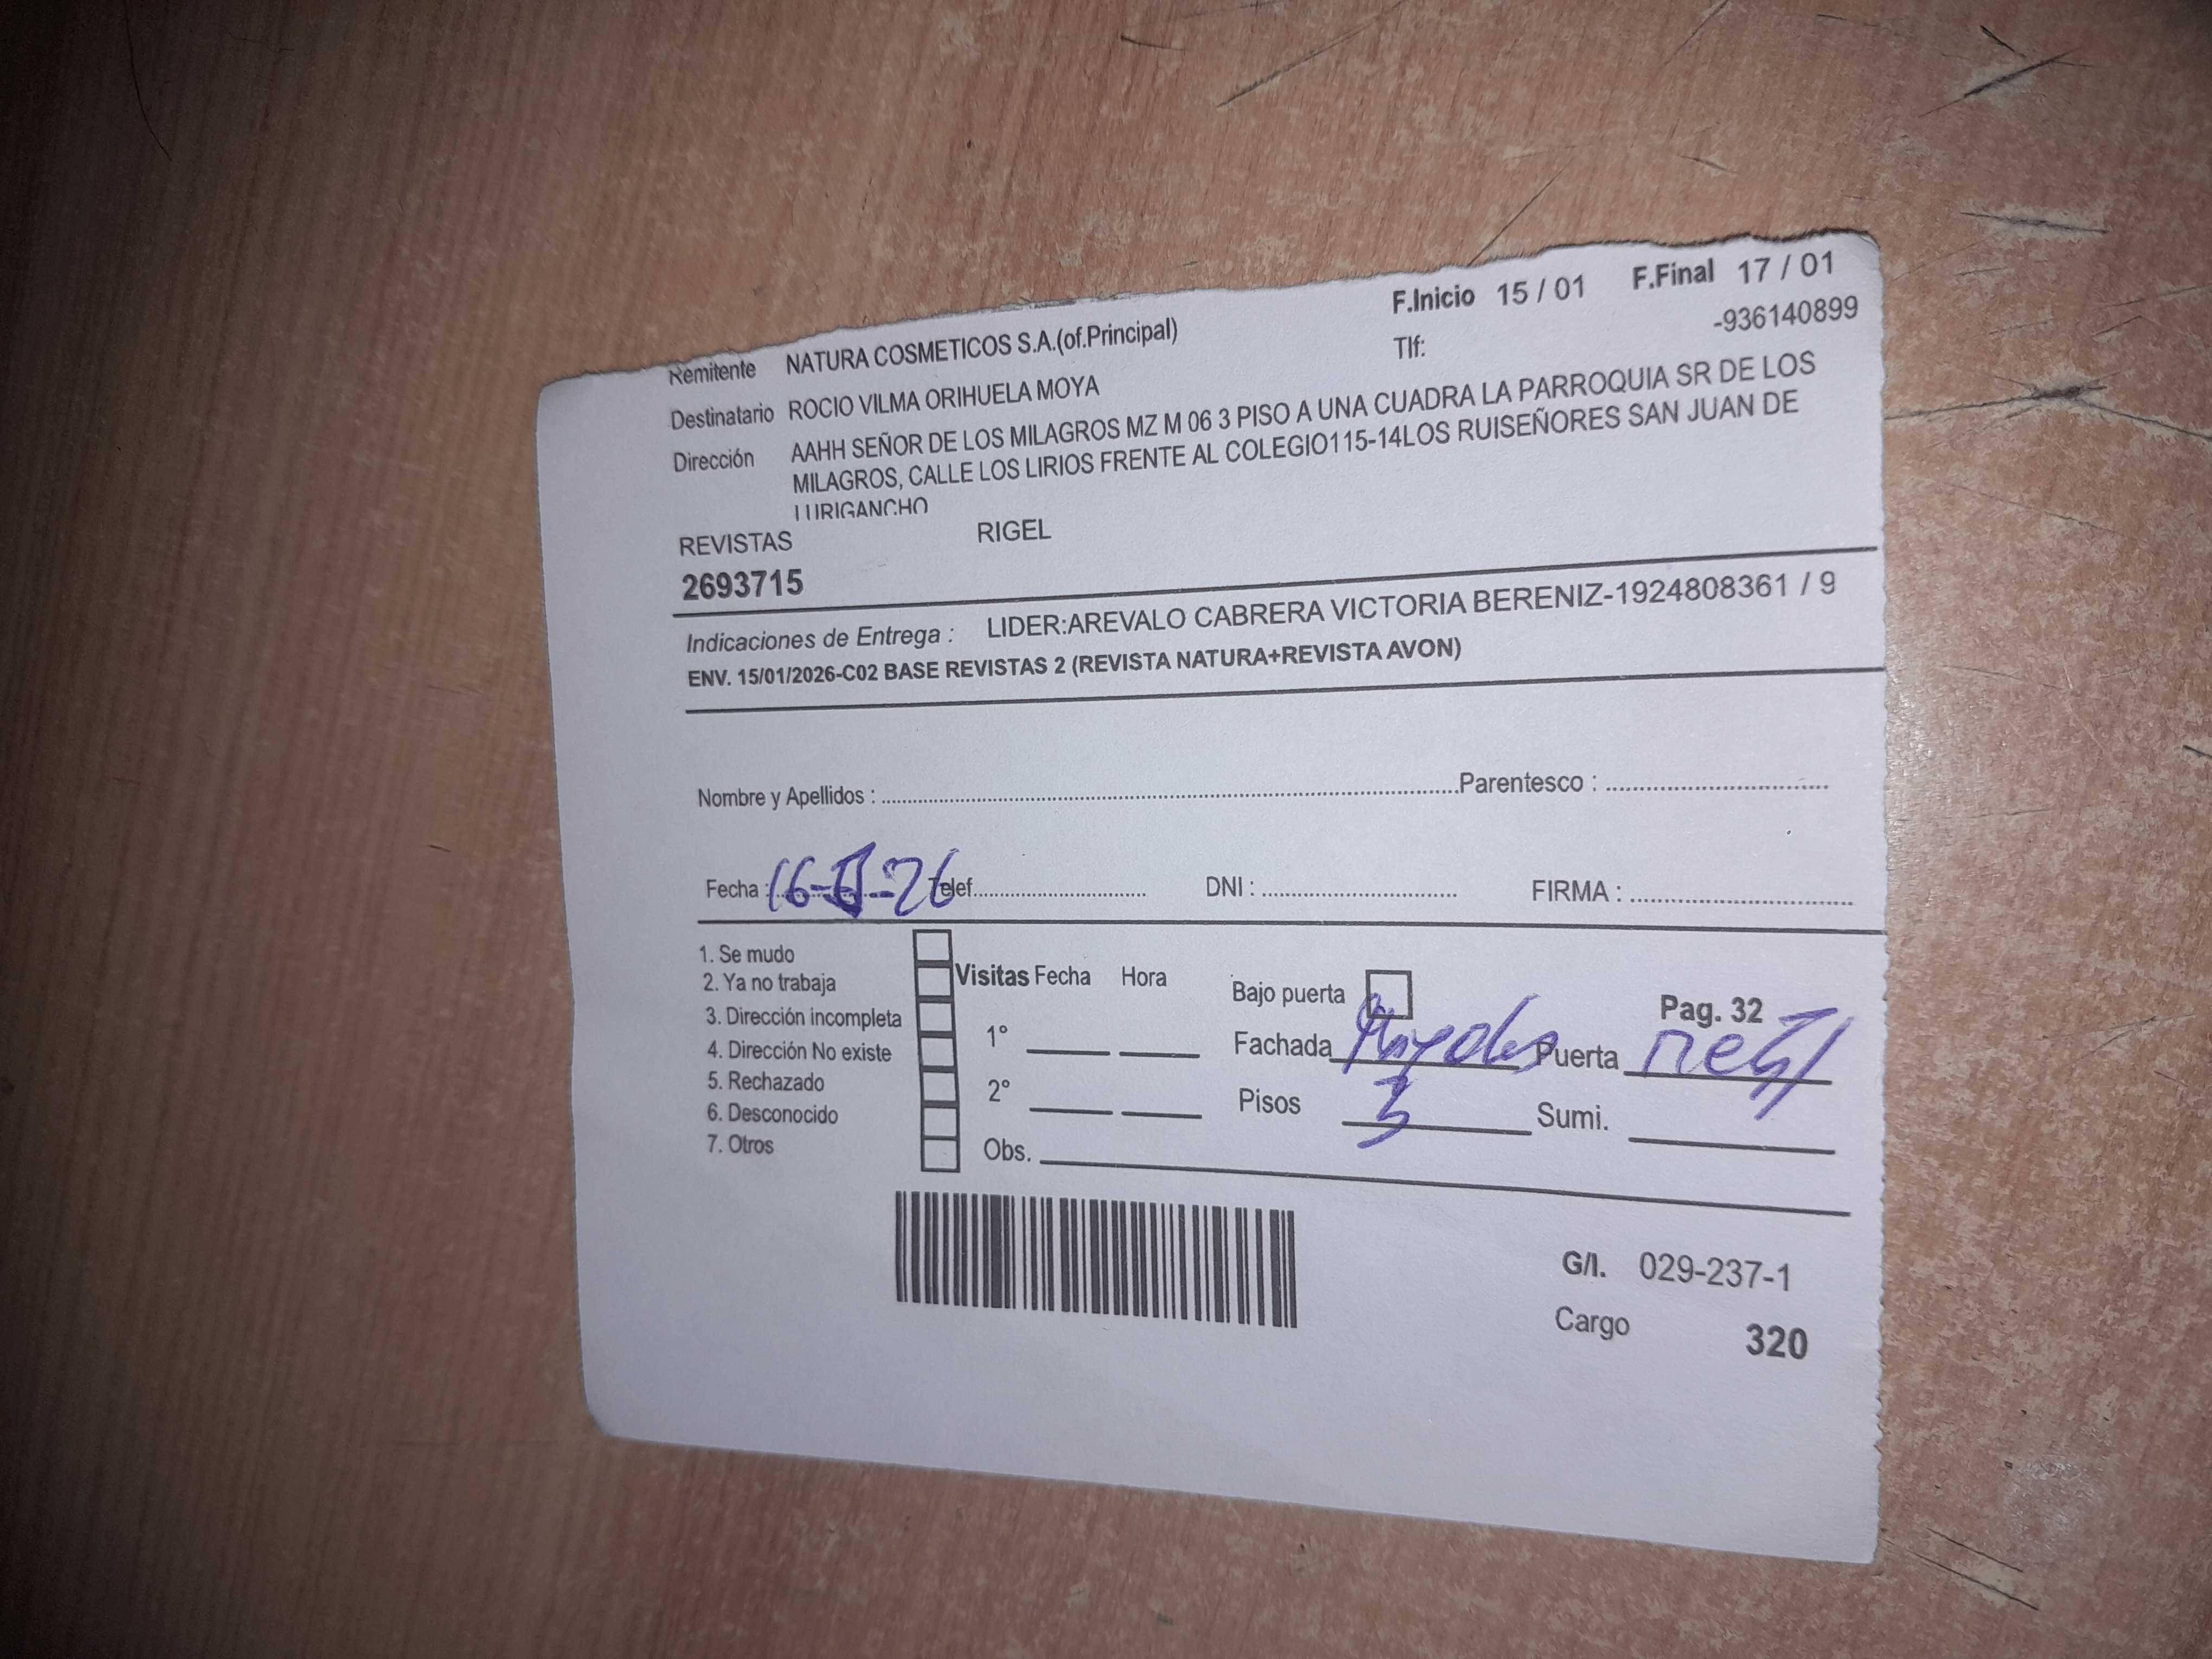 F.Inicio 15 / 01 F.Final 17 / 01
Remitente NATURA COSMETICOS S.A.(of.Principal) Tlf: -936140899
Destinatario ROCIO VILMA ORIHUELA MOYA
Dirección AAHH SEÑOR DE LOS MILAGROS MZ M 06 3 PISO A UNA CUADRA LA PARROQUIA SR DE LOS
MILAGROS, CALLE LOS LIRIOS FRENTE AL COLEGIO115-14LOS RUISEÑORES SAN JUAN DE
LURIGANCHO
REVISTAS RIGEL
2693715
Indicaciones de Entrega : LIDER:AREVALO CABRERA VICTORIA BERENIZ-1924808361 / 9
ENV. 15/01/2026-C02 BASE REVISTAS 2 (REVISTA NATURA+REVISTA AVON)
Nombre y Apellidos : Parentesco :
Fecha : Telef. DNI : FIRMA :
1. Se mudo
2. Ya no trabaja
3. Dirección incompleta
4. Dirección No existe
5. Rechazado
6. Desconocido
7. Otros
Visitas Fecha Hora
1°
2°
Obs.
Bajo puerta Pag. 32
Fachada Puerta
Pisos 3 Sumi.
G/I. 029-237-1
Cargo 320